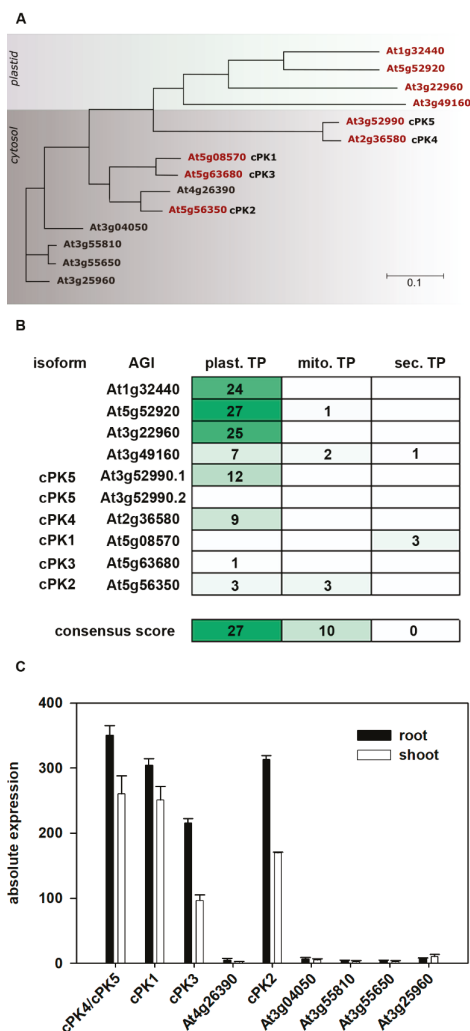 A
plastid
cytosol
At1g32440
At5g52920
At3g22960
At3g49160
At3g52990 cPK5
At2g36580 cPK4
At5g08570 cPK1
At5g63680 cPK3
At4g26390
At5g56350 cPK2
At3g04050
At3g55810
At3g55650
At3g25960
0.1
B
isoform AGI plast. TP mito. TP sec. TP
At1g32440 24
At5g52920 27 1
At3g22960 25
At3g49160 7 2 1
cPK5 At3g52990.1 12
cPK5 At3g52990.2
cPK4 At2g36580 9
cPK1 At5g08570 3
cPK3 At5g63680 1
cPK2 At5g56350 3 3
consensus score 27 10 0
C
absolute expression
400
300
200
100
0
root
shoot
cPK4/cPK5
cPK1
cPK3
At4g26390
cPK2
At3g04050
At3g55810
At3g55650
At3g25960